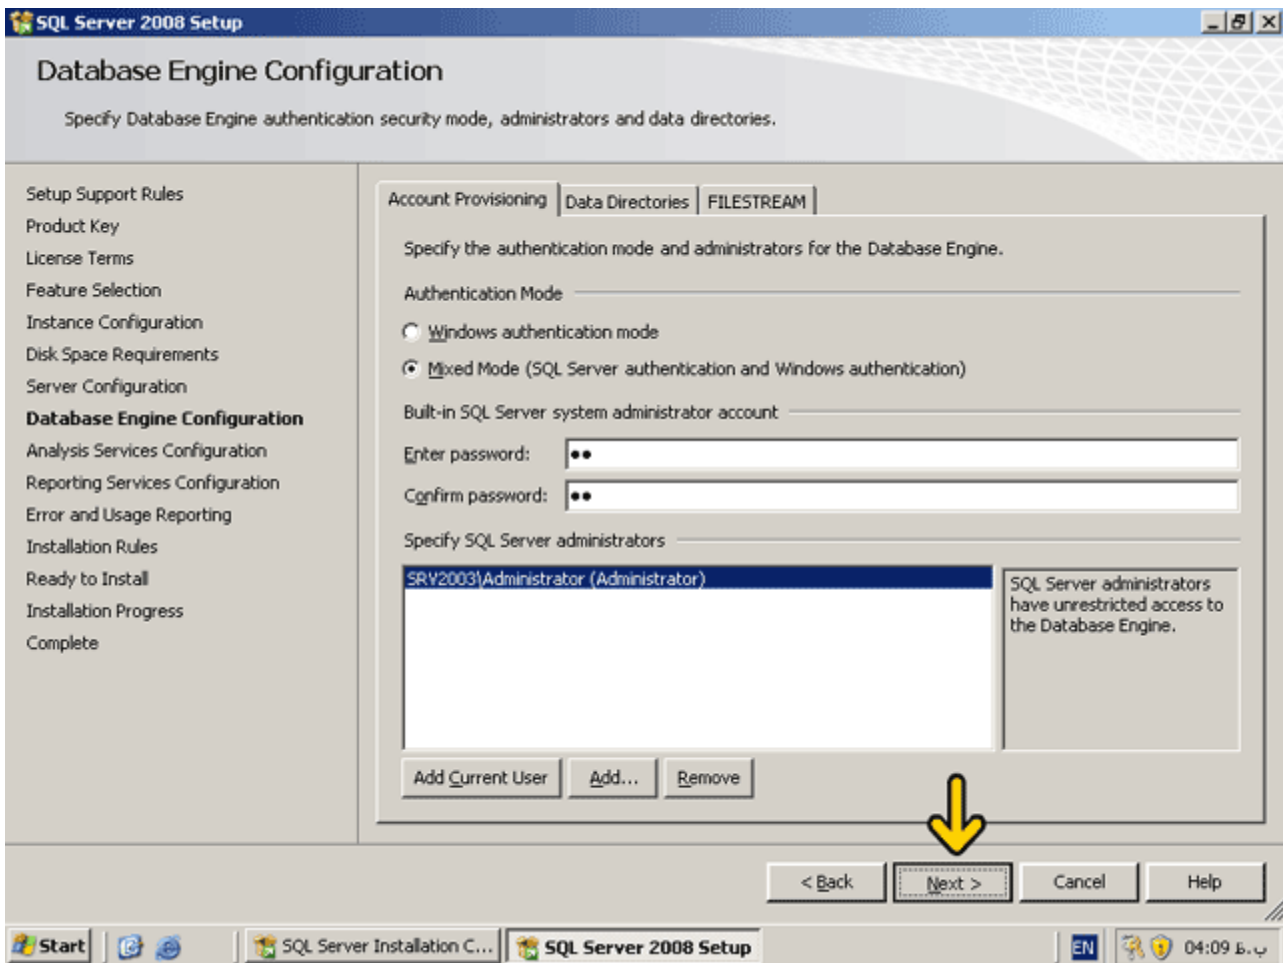 SQL Server 2008 Setup
Database Engine Configuration
Specify Database Engine authentication security mode, administrators and data directories.
Setup Support Rules
Product Key
License Terms
Feature Selection
Instance Configuration
Disk Space Requirements
Server Configuration
Database Engine Configuration
Analysis Services Configuration
Reporting Services Configuration
Error and Usage Reporting
Installation Rules
Ready to Install
Installation Progress
Complete
Account Provisioning Data Directories FILESTREAM
Specify the authentication mode and administrators for the Database Engine.
Authentication Mode
Windows authentication mode
Mixed Mode (SQL Server authentication and Windows authentication)
Built-in SQL Server system administrator account
Enter password: ●●
Confirm password: ●●
Specify SQL Server administrators
SRV2003\Administrator (Administrator)
SQL Server administrators
have unrestricted access to
the Database Engine.
Add Current User Add... Remove
< Back Next > Cancel Help
Start SQL Server Installation C... SQL Server 2008 Setup EN 04:09 ب.ظ